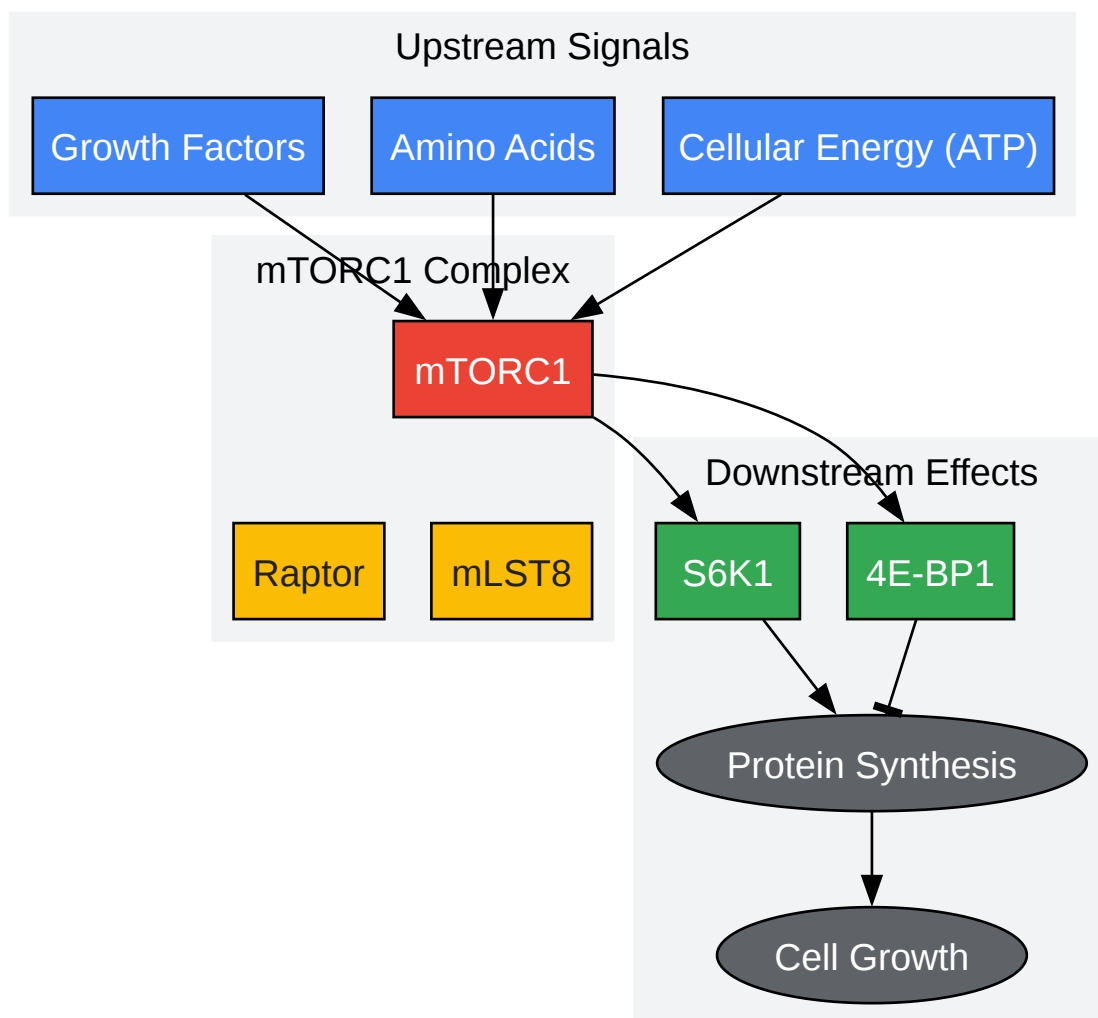 Upstream Signals
Growth Factors
Amino Acids
Cellular Energy (ATP)
mTORC1 Complex
mTORC1
Downstream Effects
Raptor
mLST8
S6K1
4E-BP1
Protein Synthesis
Cell Growth